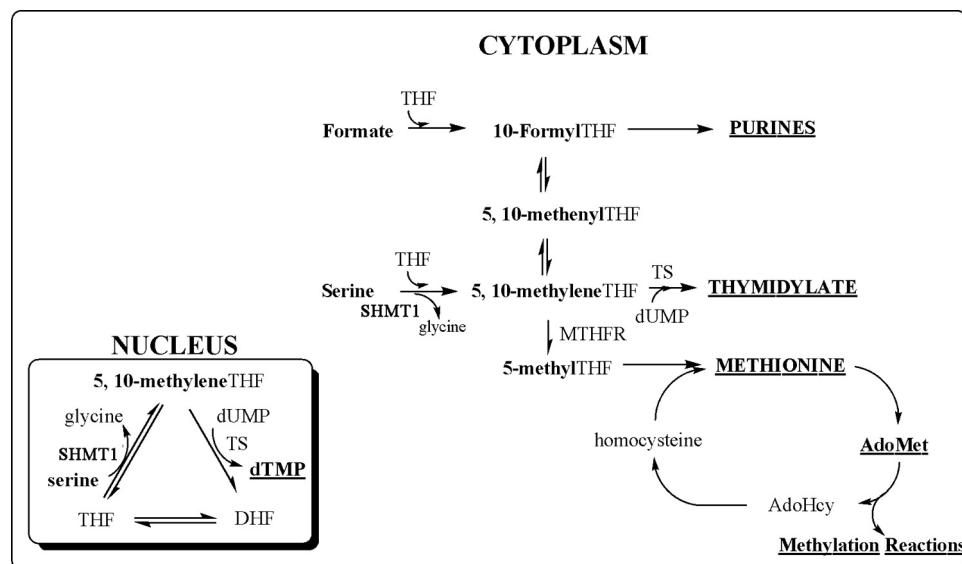 CYTOPLASM
THF
Formate 10-FormylTHF PURINES
5, 10-methenylTHF
THF
TS
Serine 5, 10-methyleneTHF THYMIDYLATE
SHMT1
glycine
dUMP
MTHFR
5-methylTHF METHIONINE
homocysteine
AdoMet
AdoHcy
Methylation Reactions
NUCLEUS
5, 10-methyleneTHF
glycine
dUMP
SHMT1
TS
serine
dTMP
THF DHF